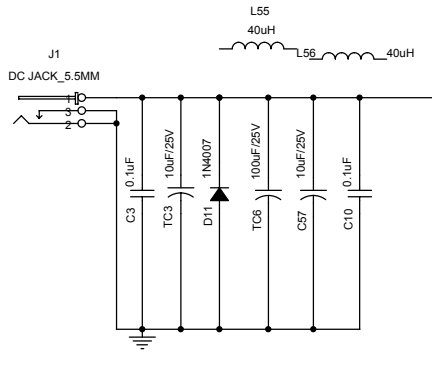 L55
40uH
L56
40uH
J1
DC JACK_5.5MM
1
3
2
0.1uF
C3
10uF/25V
TC3
1N4007
D11
100uF/25V
TC6
10uF/25V
C57
0.1uF
C10